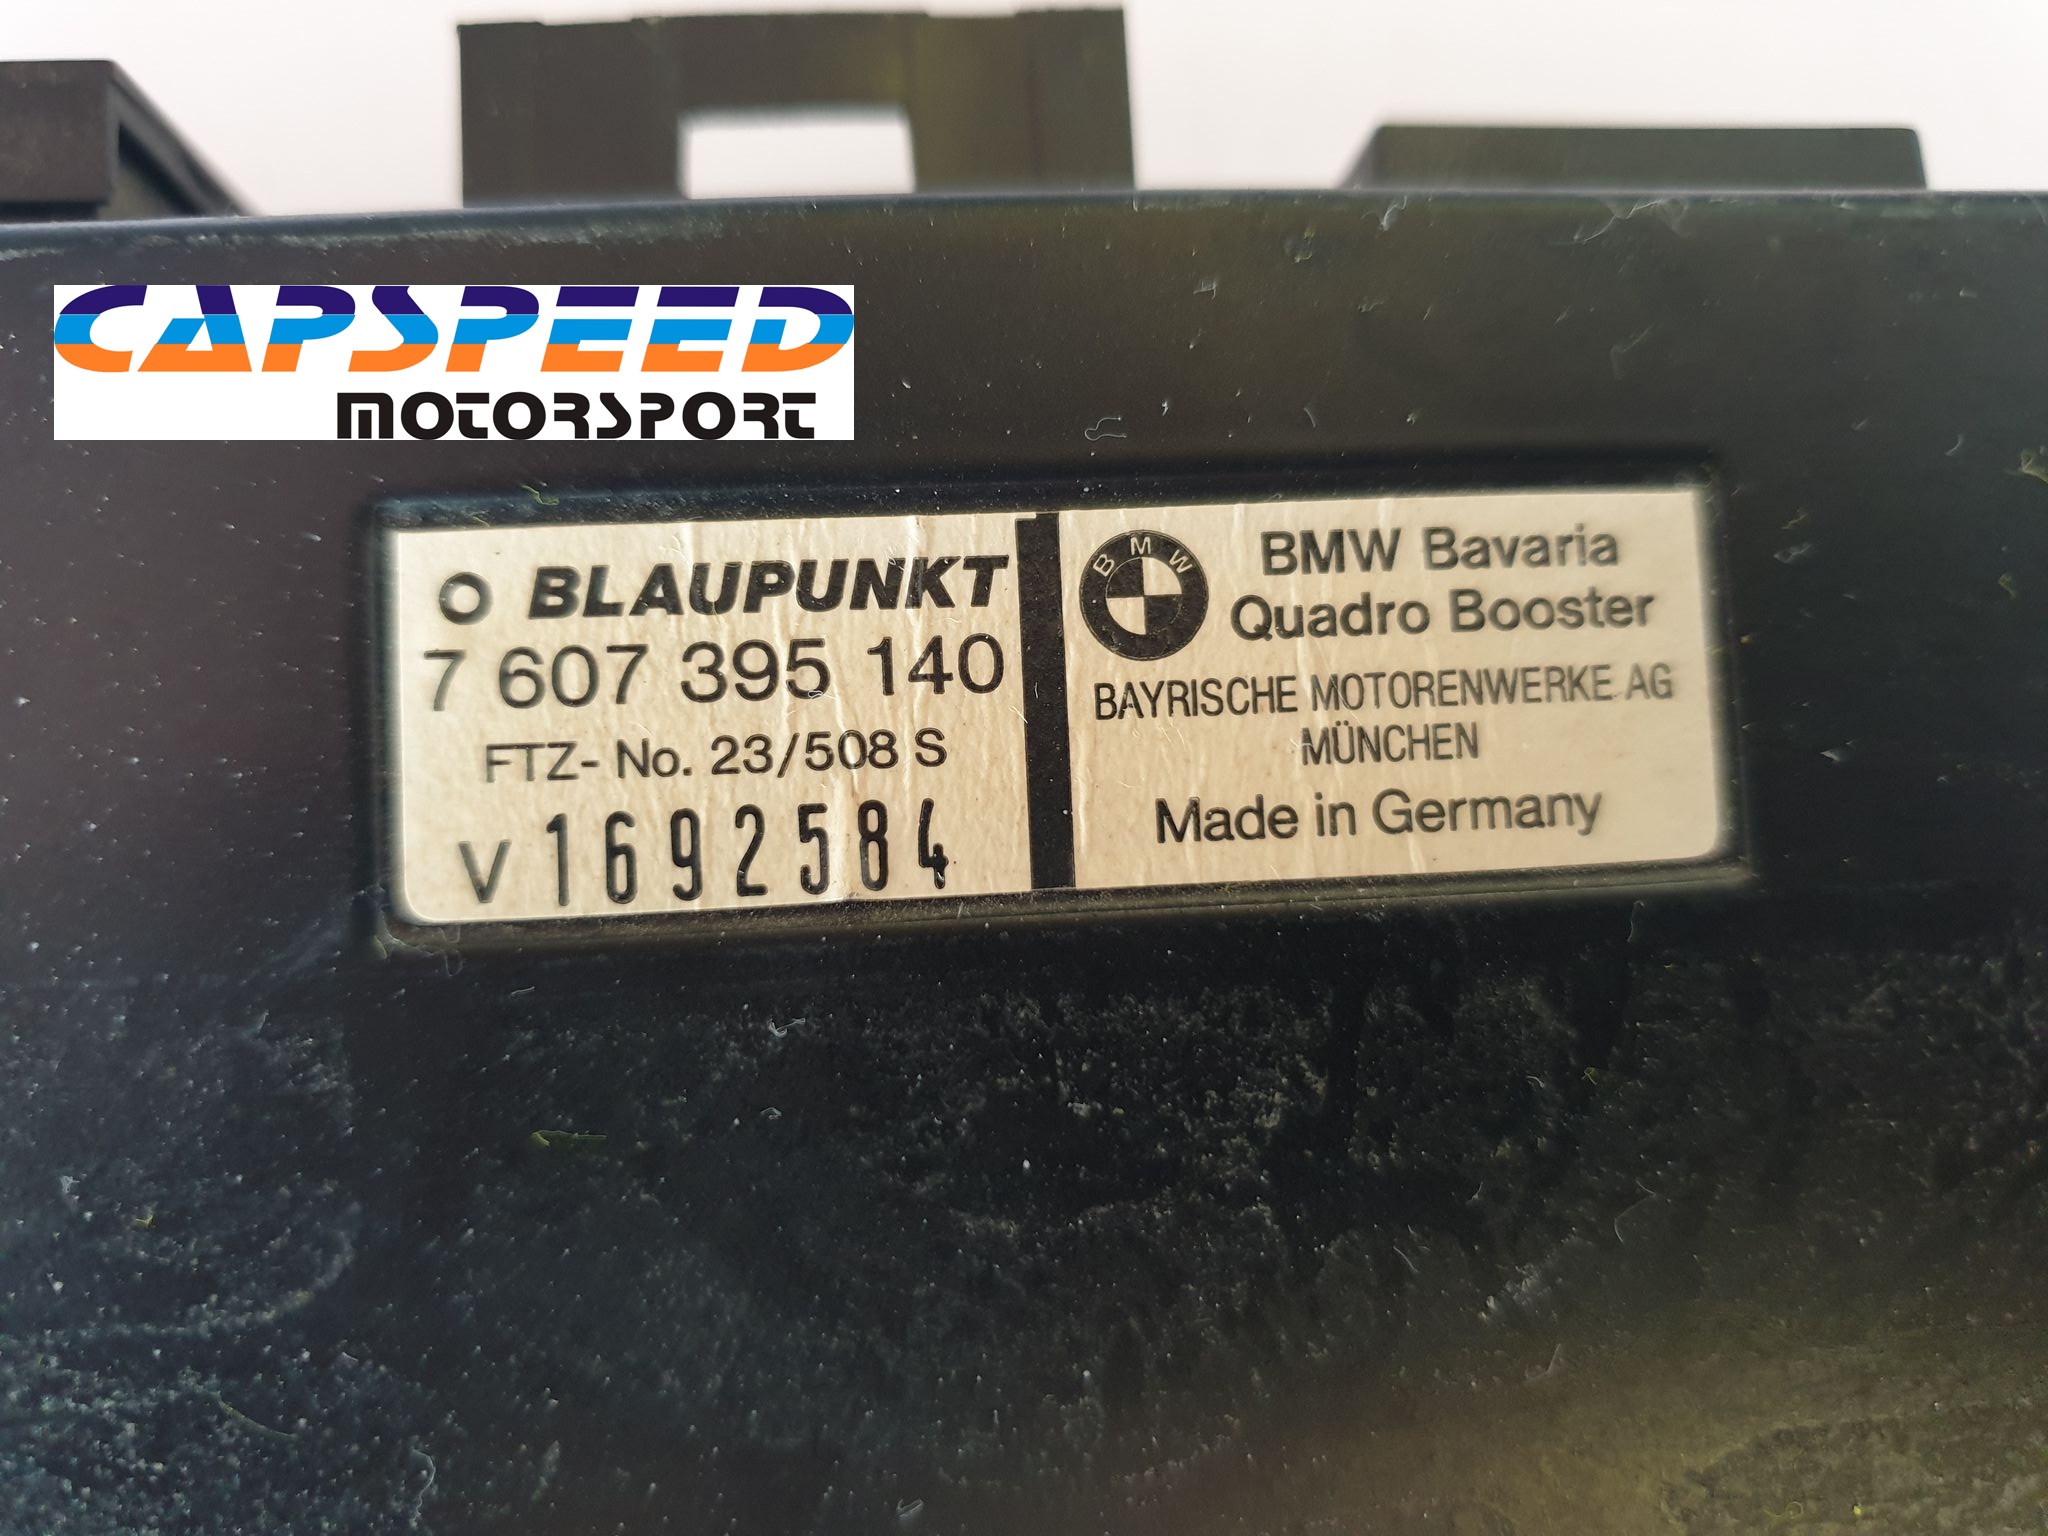 CAPSPEED
MOTORSPORT
BLAUPUNKT
7 607 395 140
FTZ- No. 23/508 S
V 1692584
BMW
BMW Bavaria
Quadro Booster
BAYRISCHE MOTORENWERKE AG
MÜNCHEN
Made in Germany